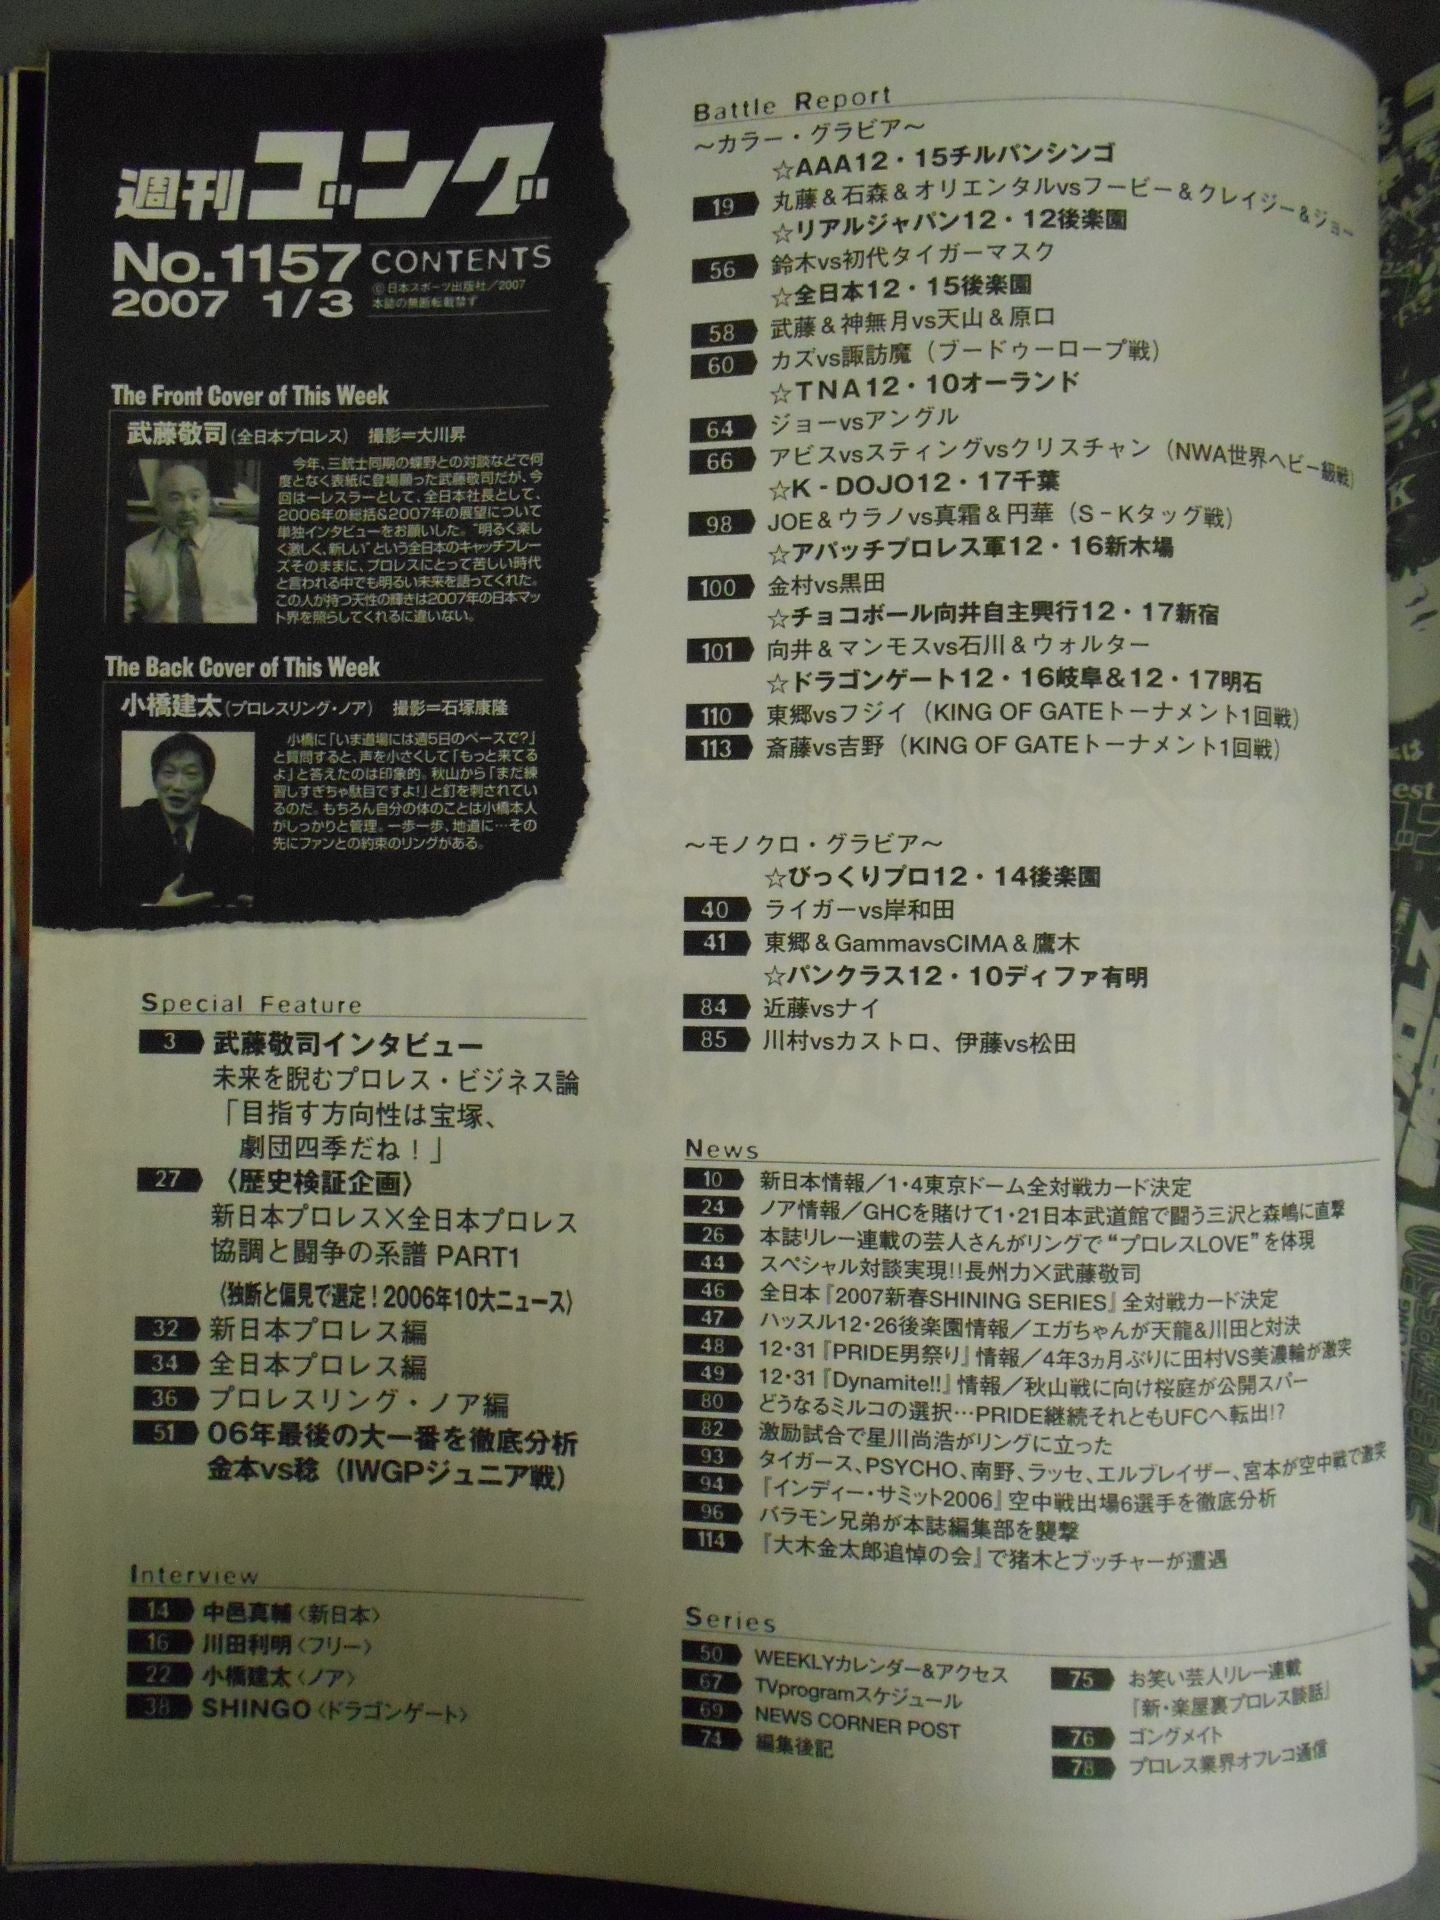 週刊ゴング
No.1157 CONTENTS
2007 1/3
©日本スポーツ出版社/2007
本誌の無断転載禁ず
The Front Cover of This Week
武藤敬司(全日本プロレス) 撮影=大川昇
今年、三銃士同期の蝶野との対談などで何
度となく表紙に登場願った武藤敬司だが、今
回は一レスラーとして、全日本社長として、
2006年の総括&2007年の展望について
単独インタビューをお願いした。"明るく楽し
く激しく、新しい"という全日本のキャッチフレー
ズそのままに、プロレスにとって苦しい時代
と言われる中でも明るい未来を語ってくれた。
この人が持つ天性の輝きは2007年の日本マッ
ト界を照らしてくれるに違いない。
The Back Cover of This Week
小橋建太(プロレスリング・ノア) 撮影=石塚康隆
小橋に「いま道場には週5日のペースで?」
と質問すると、声を小さくして「もっと来てる
よ」と答えたのは印象的。秋山から「まだ練
習しすぎちゃ駄目ですよ!」と釘を刺されてい
るのだ。もちろん自分の体のことは小橋本人
がしっかりと管理。一歩一歩、地道に…その
先にファンとの約束のリングがある。
Special Feature
3 武藤敬司インタビュー
未来を睨むプロレス・ビジネス論
「目指す方向性は宝塚、
劇団四季だね!」
27 〈歴史検証企画〉
新日本プロレス×全日本プロレス
協調と闘争の系譜 PART1
〈独断と偏見で選定!2006年10大ニュース〉
32 新日本プロレス編
34 全日本プロレス編
36 プロレスリング・ノア編
51 06年最後の大一番を徹底分析
金本vs稔(IWGPジュニア戦)
Interview
14 中邑真輔〈新日本〉
16 川田利明〈フリー〉
22 小橋建太〈ノア〉
38 SHINGO〈ドラゴンゲート〉
Battle Report
~カラー・グラビア~
☆AAA12・15チルパンシンゴ
19 丸藤&石森&オリエンタルvsフービー&クレイジー&ジョー
☆リアルジャパン12・12後楽園
56 鈴木vs初代タイガーマスク
☆全日本12・15後楽園
58 武藤&神無月vs天山&原口
60 カズvs諏訪魔(ブードゥーロープ戦)
☆TNA12・10オーランド
64 ジョーvsアングル
66 アビスvsスティングvsクリスチャン(NWA世界ヘビー級戦)
☆K-DOJO12・17千葉
98 JOE&ウラノvs真霜&円華(S-Kタッグ戦)
☆アパッチプロレス軍12・16新木場
100 金村vs黒田
☆チョコボール向井自主興行12・17新宿
101 向井&マンモスvs石川&ウォルター
☆ドラゴンゲート12・16岐阜&12・17明石
110 東郷vsフジイ(KING OF GATEトーナメント1回戦)
113 斎藤vs吉野(KING OF GATEトーナメント1回戦)
~モノクロ・グラビア~
☆びっくりプロ12・14後楽園
40 ライガーvs岸和田
41 東郷&GammavsCIMA&鷹木
☆パンクラス12・10ディファ有明
84 近藤vsナイ
85 川村vsカストロ、伊藤vs松田
News
10 新日本情報/1・4東京ドーム全対戦カード決定
24 ノア情報/GHCを賭けて1・21日本武道館で闘う三沢と森嶋に直撃
26 本誌リレー連載の芸人さんがリングで"プロレスLOVE"を体現
44 スペシャル対談実現!!長州力×武藤敬司
46 全日本『2007新春SHINING SERIES』全対戦カード決定
47 ハッスル12・26後楽園情報/エガちゃんが天龍&川田と対決
48 12・31『PRIDE男祭り』情報/4年3ヵ月ぶりに田村VS美濃輪が激突
49 12・31『Dynamite!!』情報/秋山戦に向け桜庭が公開スパー
80 どうなるミルコの選択…PRIDE継続それともUFCへ転出!?
82 激励試合で星川尚浩がリングに立った
93 タイガース、PSYCHO、南野、ラッセ、エルブレイザー、宮本が空中戦で激突
94 『インディー・サミット2006』空中戦出場6選手を徹底分析
96 バラモン兄弟が本誌編集部を襲撃
114 『大木金太郎追悼の会』で猪木とブッチャーが遭遇
Series
50 WEEKLYカレンダー&アクセス
67 TVprogramスケジュール
69 NEWS CORNER POST
74 編集後記
75 お笑い芸人リレー連載
『新・楽屋裏プロレス談話』
76 ゴングメイト
78 プロレス業界オフレコ通信